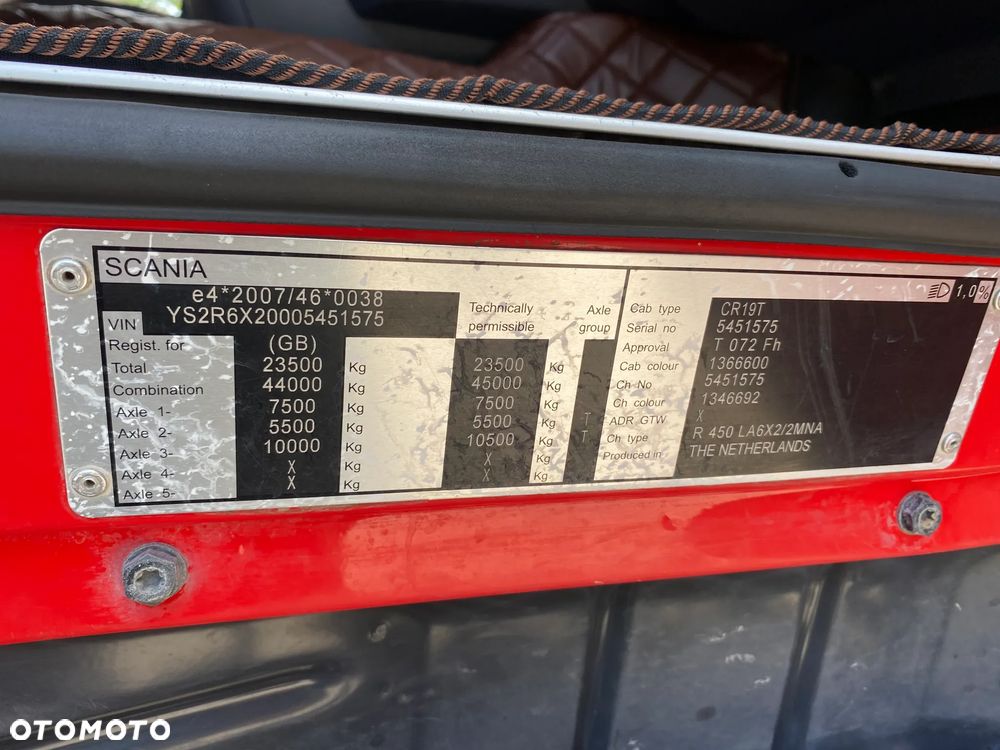 SCANIA
1,0%
e4*2007/46*0038
VIN YS2R6X20005451575
Technically permissible
Axle group
Regist. for (GB)
Total 23500 Kg 23500 Kg
Combination 44000 Kg 45000 Kg
Axle 1- 7500 Kg 7500 Kg
Axle 2- 5500 Kg 5500 Kg T
Axle 3- 10000 Kg 10500 Kg T
Axle 4- X Kg X Kg
Axle 5- X Kg X Kg
Cab type CR19T
Serial no 5451575
Approval T 072 Fh
Cab colour 1366600
Ch No 5451575
Ch colour 1346692
ADR GTW X
Ch type R 450 LA6X2/2MNA
Produced in THE NETHERLANDS
OTOMOTO